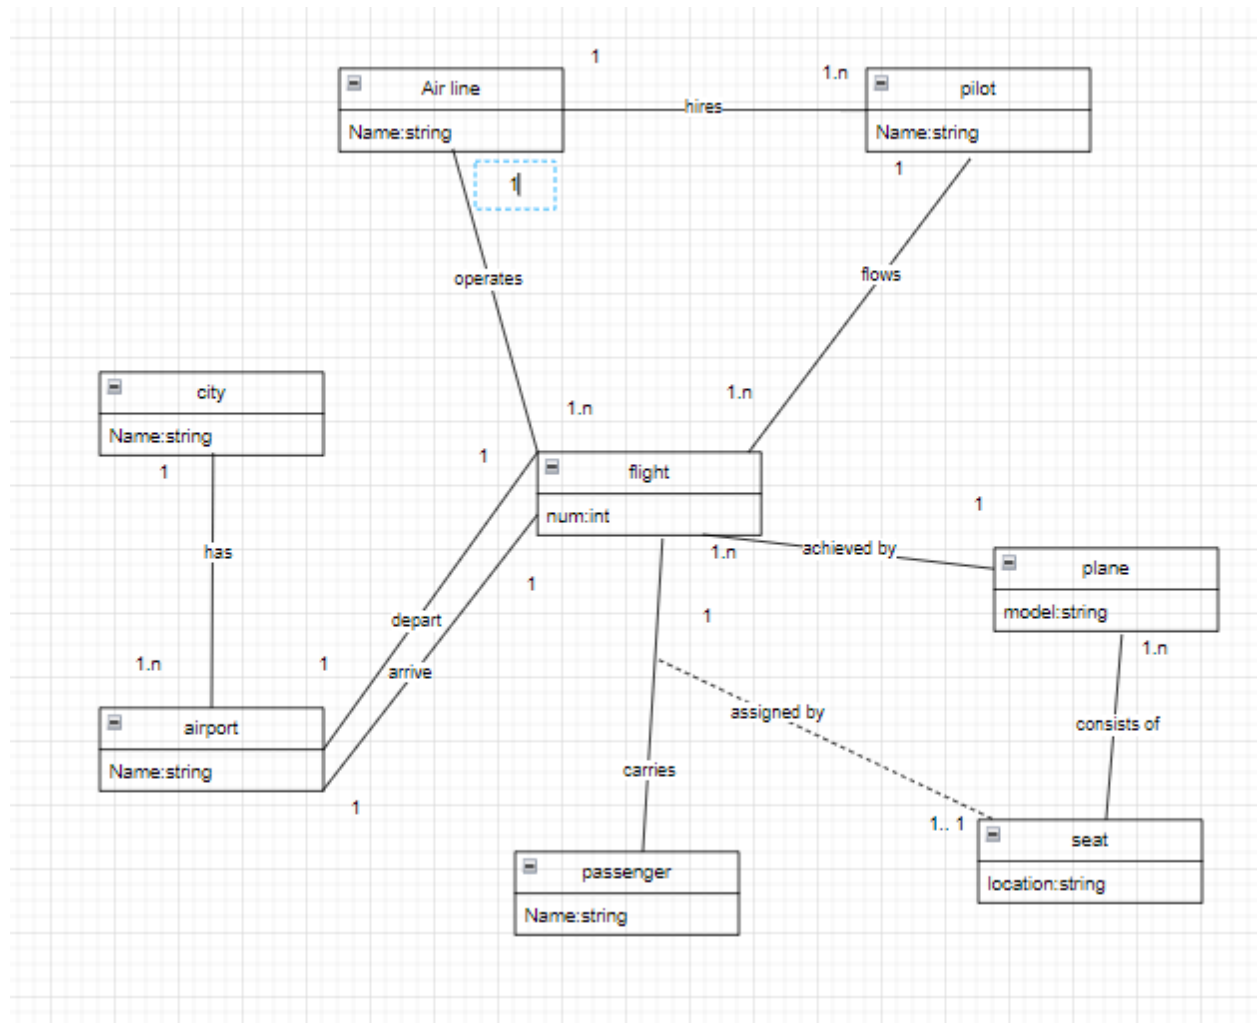 1
1.n
Air line
pilot
hires
Name:string
Name:string
1
1
operates
flows
city
1.n
1.n
Name:string
1
1
flight
num:int
1
has
1.n
achieved by
plane
1
1
model:string
depart
1.n
1.n
1
arrive
assigned by
consists of
airport
carries
Name:string
1
1.. 1
seat
passenger
location:string
Name:string